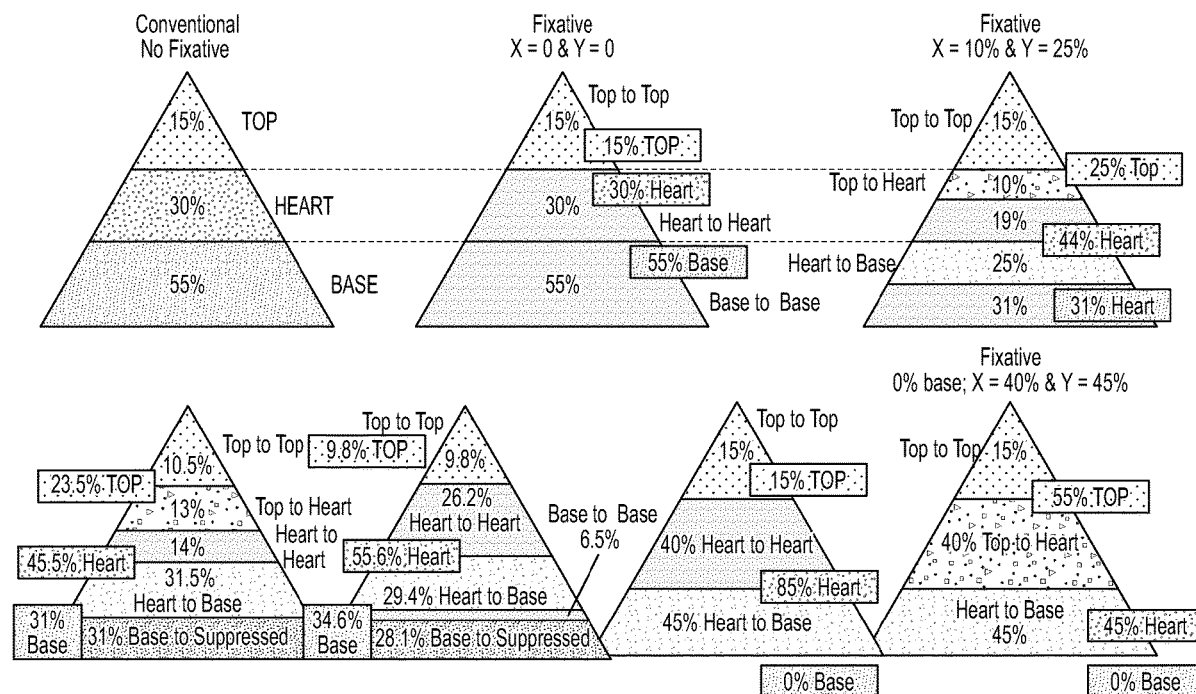 Conventional
No Fixative
15%
TOP
30%
HEART
55%
BASE
Fixative
X = 0 & Y = 0
Top to Top
15%
15% TOP
30% Heart
30%
Heart to Heart
55% Base
55%
Base to Base
Fixative
X = 10% & Y = 25%
Top to Top
15%
25% Top
Top to Heart
10%
19%
44% Heart
Heart to Base
25%
31%
31% Heart
Top to Top
10.5%
23.5% TOP
13%
Top to Heart
Heart to
Heart
14%
45.5% Heart
31.5%
Heart to Base
31%
Base
31% Base to Suppressed
Top to Top
9.8% TOP
9.8%
26.2%
Heart to Heart
Base to Base
6.5%
55.6% Heart
29.4% Heart to Base
34.6%
Base
28.1% Base to Suppressed
Top to Top
15%
15% TOP
40% Heart to Heart
85% Heart
45% Heart to Base
0% Base
Fixative
0% base; X = 40% & Y = 45%
Top to Top
15%
55% TOP
40% Top to Heart
Heart to Base
45%
45% Heart
0% Base